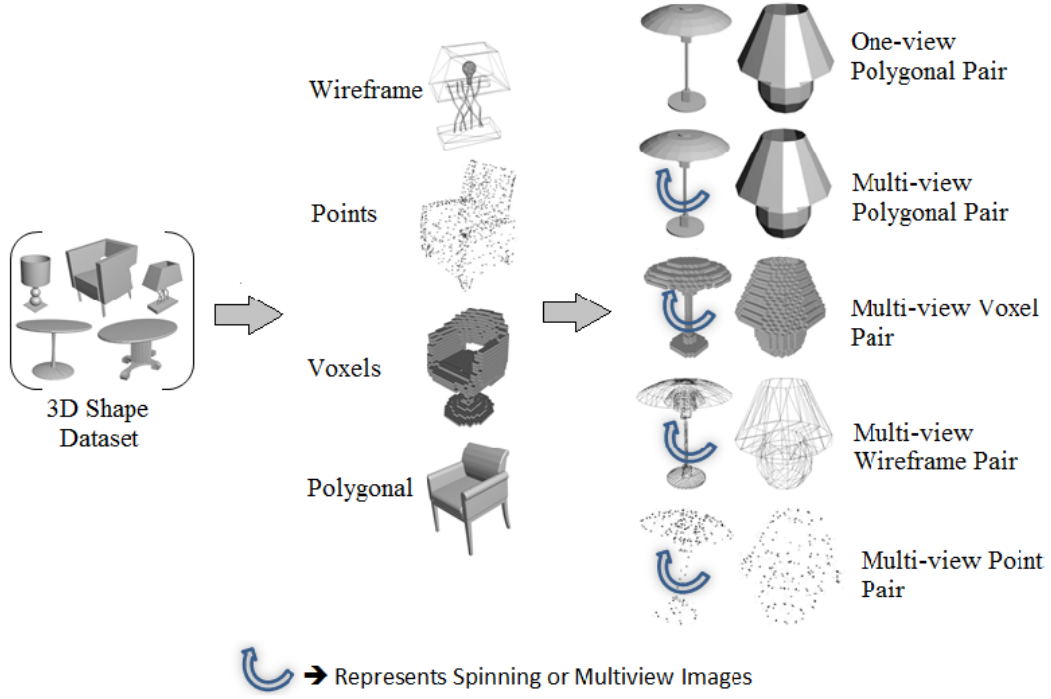 3D Shape
Dataset
Wireframe
Points
Voxels
Polygonal
One-view
Polygonal Pair
Multi-view
Polygonal Pair
Multi-view Voxel
Pair
Multi-view
Wireframe Pair
Multi-view Point
Pair
➔ Represents Spinning or Multiview Images